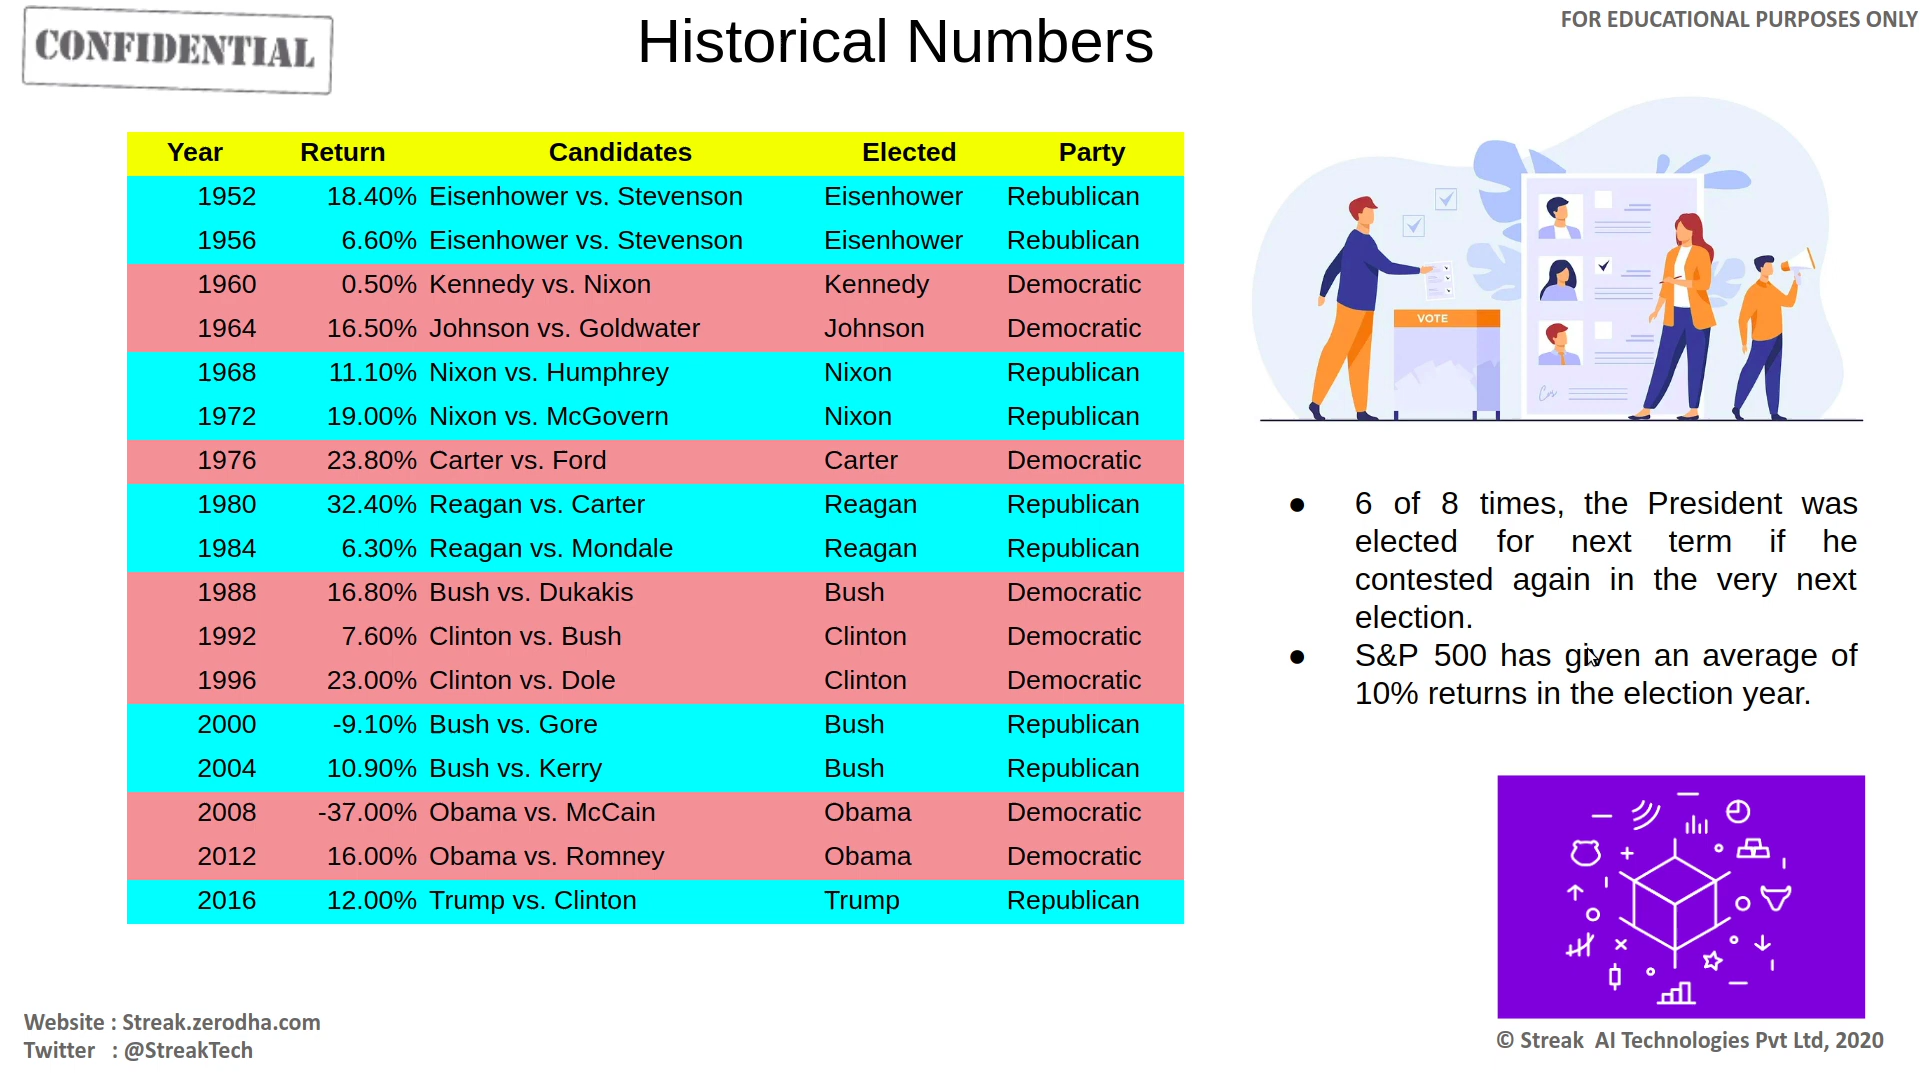 CONFIDENTIAL
Historical Numbers
FOR EDUCATIONAL PURPOSES ONLY
Year Return Candidates Elected Party
1952 18.40% Eisenhower vs. Stevenson Eisenhower Rebublican
1956 6.60% Eisenhower vs. Stevenson Eisenhower Rebublican
1960 0.50% Kennedy vs. Nixon Kennedy Democratic
1964 16.50% Johnson vs. Goldwater Johnson Democratic
1968 11.10% Nixon vs. Humphrey Nixon Republican
1972 19.00% Nixon vs. McGovern Nixon Republican
1976 23.80% Carter vs. Ford Carter Democratic
1980 32.40% Reagan vs. Carter Reagan Republican
1984 6.30% Reagan vs. Mondale Reagan Republican
1988 16.80% Bush vs. Dukakis Bush Democratic
1992 7.60% Clinton vs. Bush Clinton Democratic
1996 23.00% Clinton vs. Dole Clinton Democratic
2000 -9.10% Bush vs. Gore Bush Republican
2004 10.90% Bush vs. Kerry Bush Republican
2008 -37.00% Obama vs. McCain Obama Democratic
2012 16.00% Obama vs. Romney Obama Democratic
2016 12.00% Trump vs. Clinton Trump Republican
VOTE
● 6 of 8 times, the President was
elected for next term if he
contested again in the very next
election.
● S&P 500 has given an average of
10% returns in the election year.
Website : Streak.zerodha.com
Twitter : @StreakTech
© Streak AI Technologies Pvt Ltd, 2020